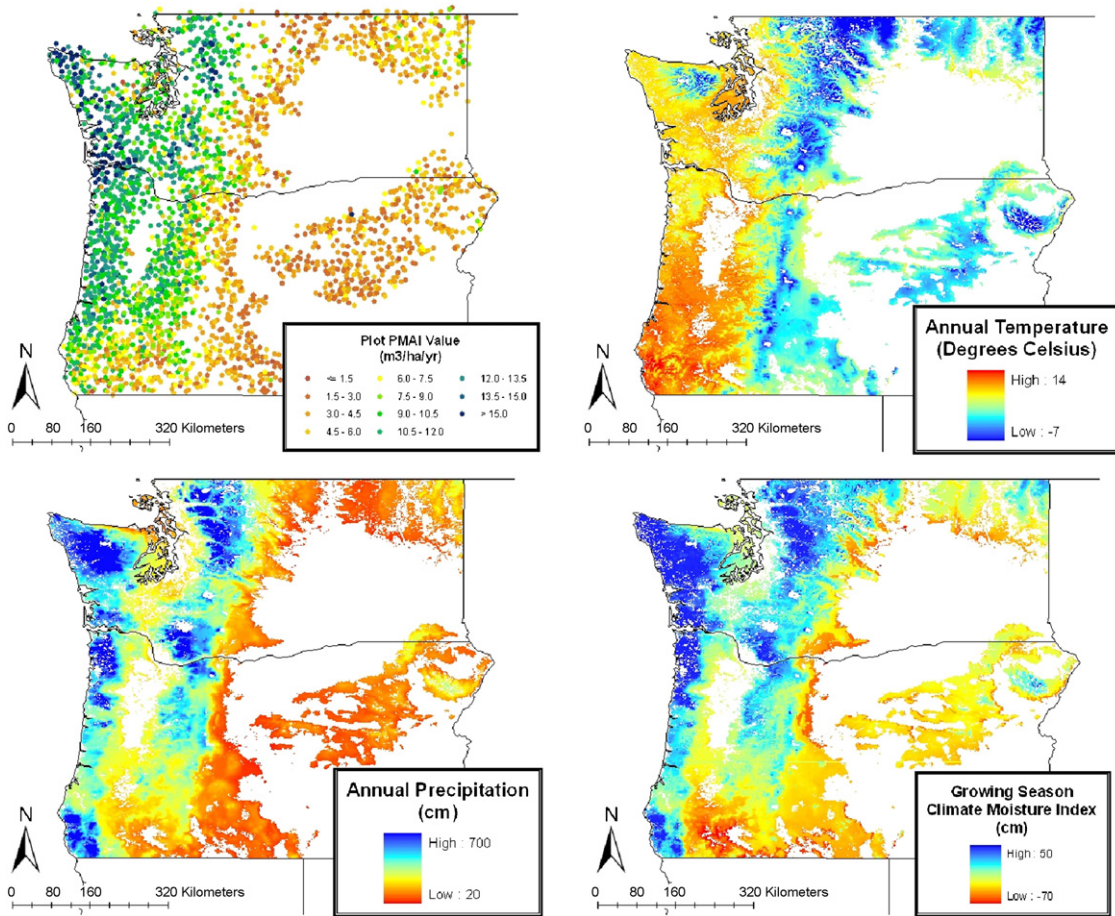 N
0 80 160 320 Kilometers
Plot PMAI Value
(m3/ha/yr)
<= 1.5 6.0 - 7.5 12.0 - 13.5
1.5 - 3.0 7.5 - 9.0 13.5 - 15.0
3.0 - 4.5 9.0 - 10.5 > 15.0
4.5 - 6.0 10.5 - 12.0
N
0 80 160 320 Kilometers
Annual Temperature
(Degrees Celsius)
High : 14
Low : -7
N
0 80 160 320 Kilometers
Annual Precipitation
(cm)
High : 700
Low : 20
N
0 80 160 320 Kilometers
Growing Season
Climate Moisture Index
(cm)
High : 50
Low : -70